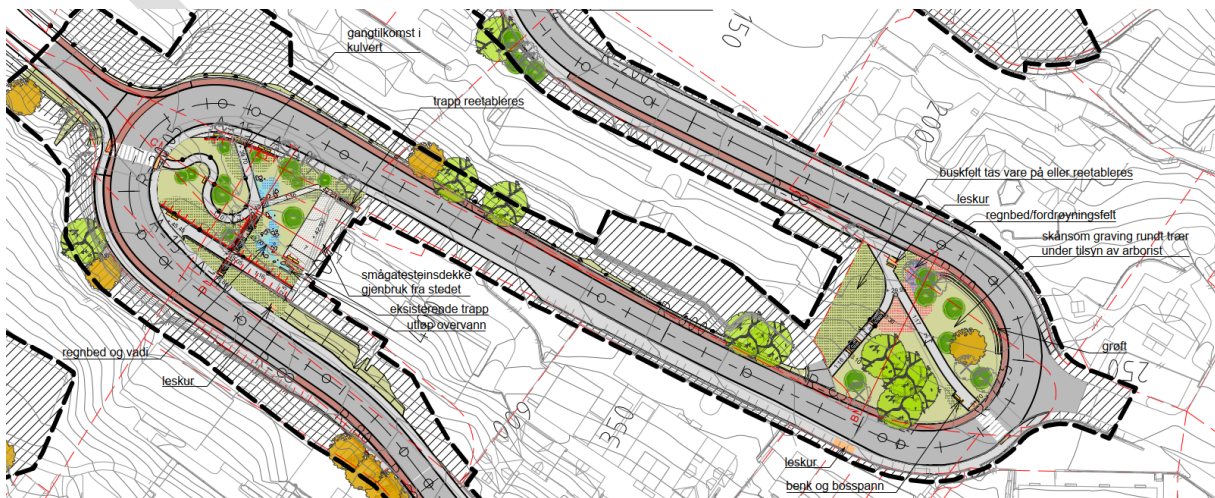 gangtilkomst i
kulvert
150
trapp reetableres
200
buskfelt tas vare på eller reetableres
leskur
regnbed/fordrøyningsfelt
skånsom graving rundt trær
under tilsyn av arborist
smågatesteinsdekke
gjenbruk fra stedet
eksisterende trapp
utløp overvann
regnbed og vadi
leskur
grøft
250
350
leskur
benk og bosspann